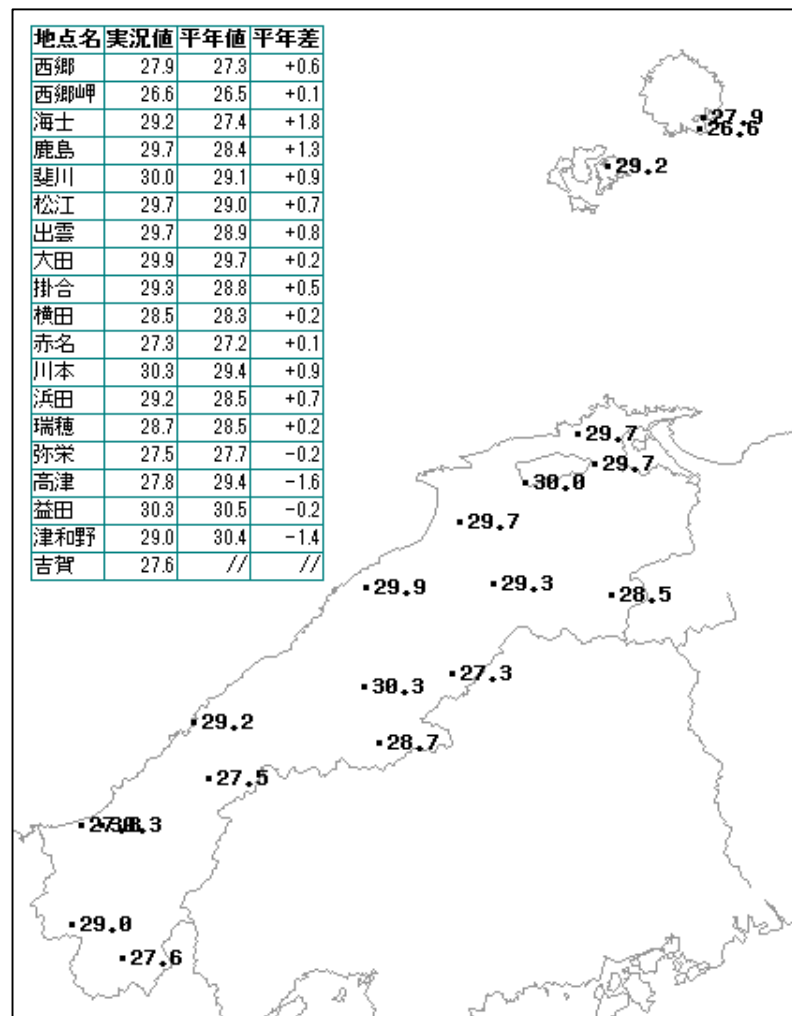 地点名 実況値 平年値 平年差
西郷 27.9 27.3 +0.6
西郷岬 26.6 26.5 +0.1
海士 29.2 27.4 +1.8
鹿島 29.7 28.4 +1.3
斐川 30.0 29.1 +0.9
松江 29.7 29.0 +0.7
出雲 29.7 28.9 +0.8
大田 29.9 29.7 +0.2
掛合 29.3 28.8 +0.5
横田 28.5 28.3 +0.2
赤名 27.3 27.2 +0.1
川本 30.3 29.4 +0.9
浜田 29.2 28.5 +0.7
瑞穂 28.7 28.5 +0.2
弥栄 27.5 27.7 -0.2
高津 27.8 29.4 -1.6
益田 30.3 30.5 -0.2
津和野 29.0 30.4 -1.4
吉賀 27.6 // //
27.9
26.6
29.2
29.7
29.7
30.0
29.7
29.9
29.3
28.5
27.3
30.3
29.2
28.7
27.5
27.8
30.3
29.0
27.6